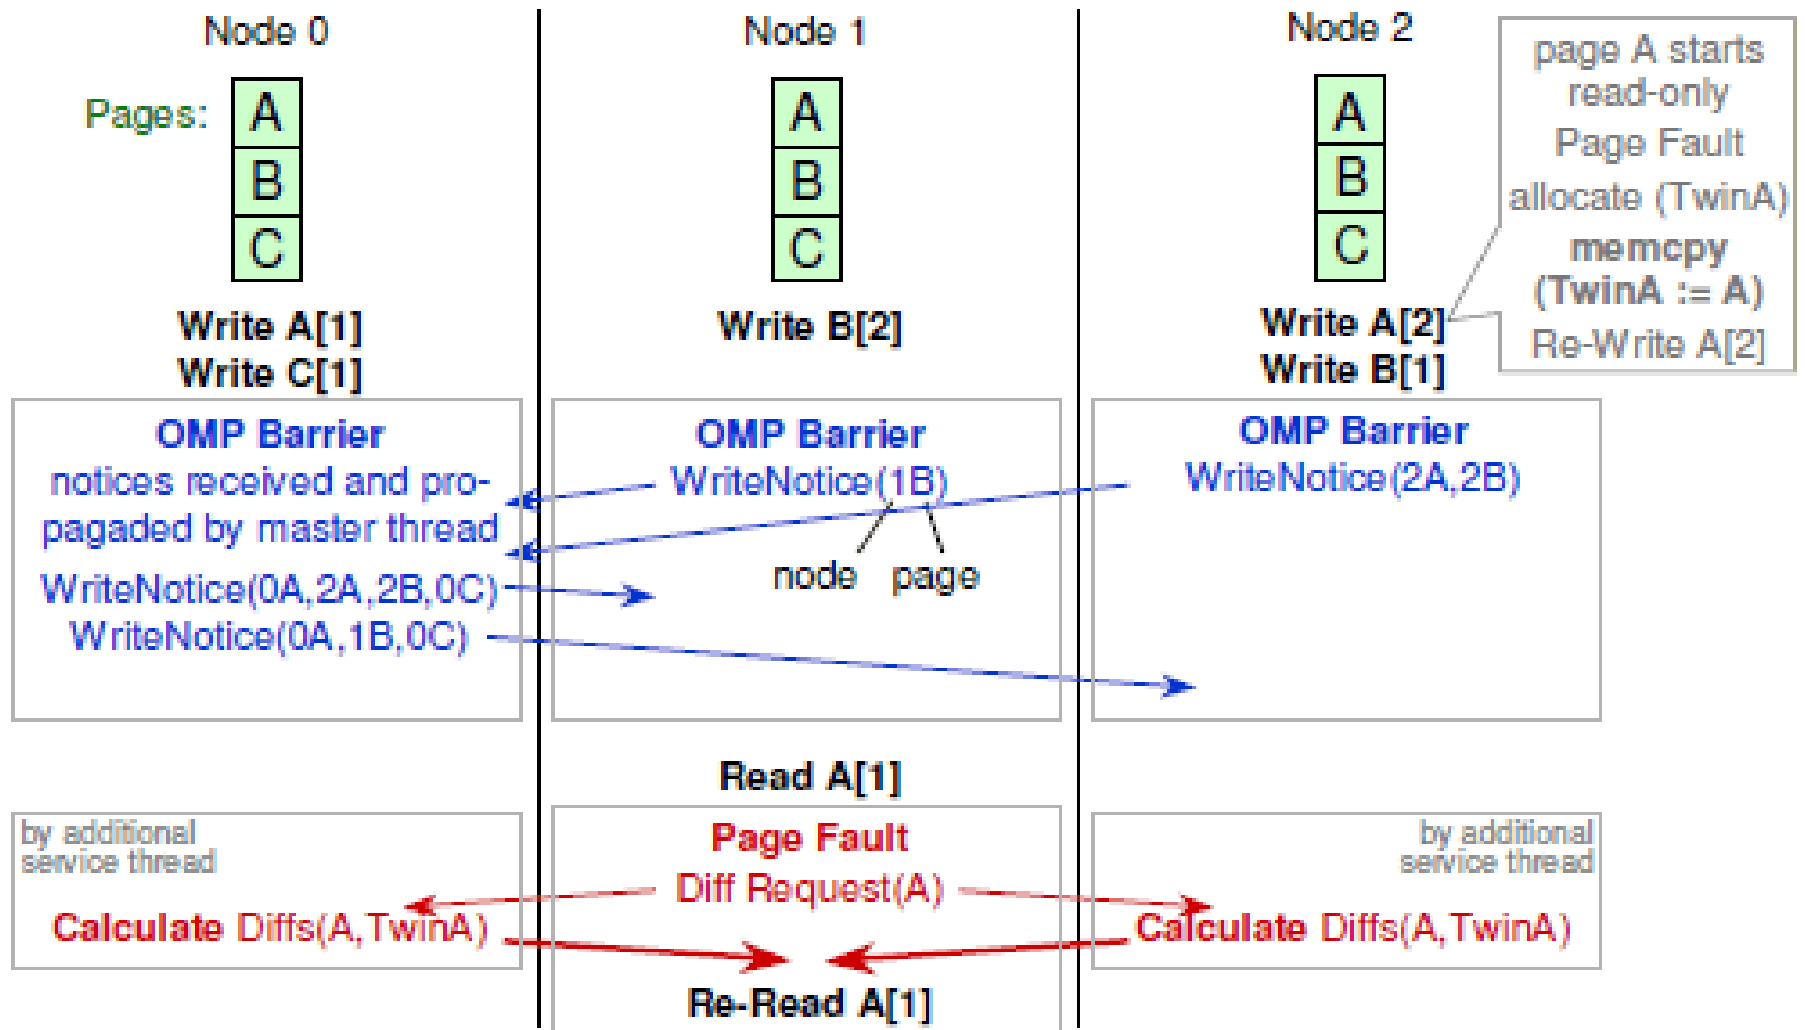 Node 0
Node 1
Node 2
Pages:
A
B
C
A
B
C
A
B
C
page A starts
read-only
Page Fault
allocate (TwinA)
memcpy
(TwinA := A)
Re-Write A[2]
Write A[1]
Write C[1]
Write B[2]
Write A[2]
Write B[1]
OMP Barrier
notices received and pro-
pagaded by master thread
WriteNotice(0A,2A,2B,0C)
WriteNotice(0A,1B,0C)
OMP Barrier
WriteNotice(1B)
node page
OMP Barrier
WriteNotice(2A,2B)
Read A[1]
by additional
service thread
Calculate Diffs(A,TwinA)
Page Fault
Diff Request(A)
by additional
service thread
Calculate Diffs(A,TwinA)
Re-Read A[1]